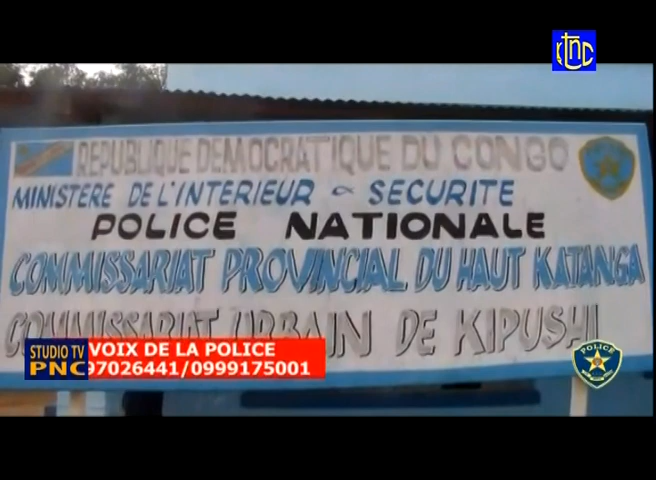 RTNC
REPUBLIQUE DEMOCRATIQUE DU CONGO
MINISTERE DE L'INTERIEUR & SECURITE
POLICE NATIONALE
COMMISSARIAT PROVINCIAL DU HAUT KATANGA
COMMISSARIAT URBAIN DE KIPUSHI
STUDIO TV
PNC
VOIX DE LA POLICE
97026441/0999175001
POLICE